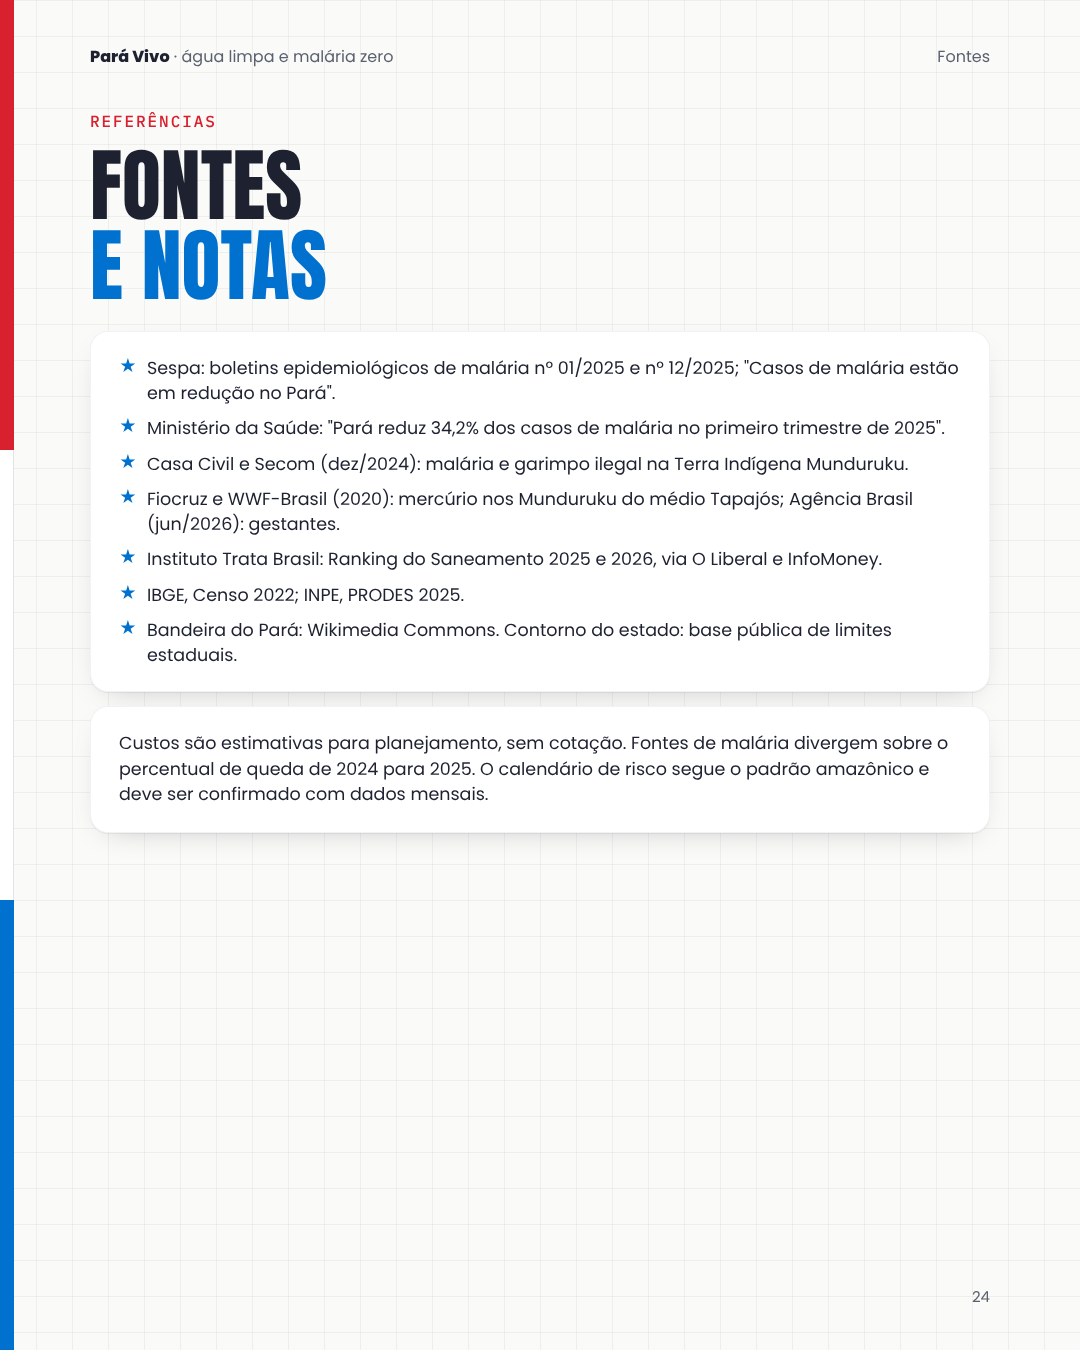 Pará Vivo · água limpa e malária zero
Fontes
REFERÊNCIAS
FONTES
E NOTAS
★ Sespa: boletins epidemiológicos de malária nº 01/2025 e nº 12/2025; "Casos de malária estão
em redução no Pará".
★ Ministério da Saúde: "Pará reduz 34,2% dos casos de malária no primeiro trimestre de 2025".
★ Casa Civil e Secom (dez/2024): malária e garimpo ilegal na Terra Indígena Munduruku.
★ Fiocruz e WWF-Brasil (2020): mercúrio nos Munduruku do médio Tapajós; Agência Brasil
(jun/2026): gestantes.
★ Instituto Trata Brasil: Ranking do Saneamento 2025 e 2026, via O Liberal e InfoMoney.
★ IBGE, Censo 2022; INPE, PRODES 2025.
★ Bandeira do Pará: Wikimedia Commons. Contorno do estado: base pública de limites
estaduais.
Custos são estimativas para planejamento, sem cotação. Fontes de malária divergem sobre o
percentual de queda de 2024 para 2025. O calendário de risco segue o padrão amazônico e
deve ser confirmado com dados mensais.
24